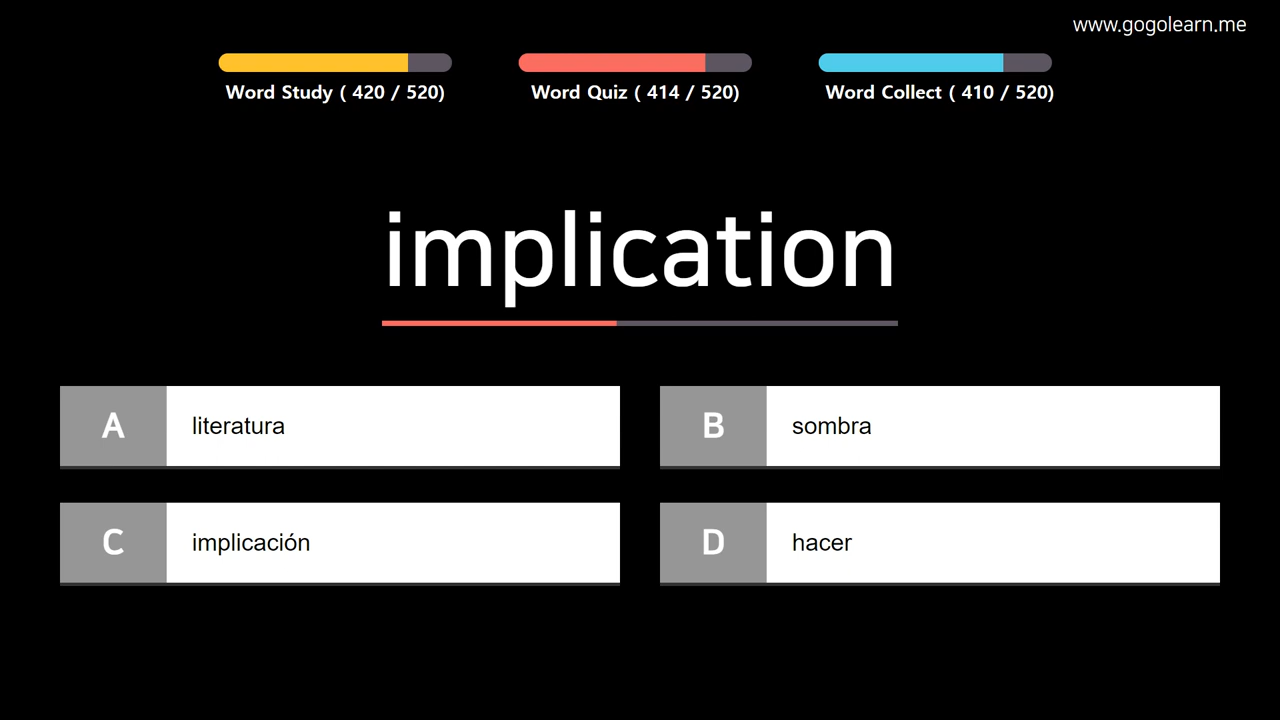 www.gogolearn.me
Word Study ( 420 / 520)
Word Quiz ( 414 / 520)
Word Collect ( 410 / 520)
implication
A literatura
B sombra
C implicación
D hacer